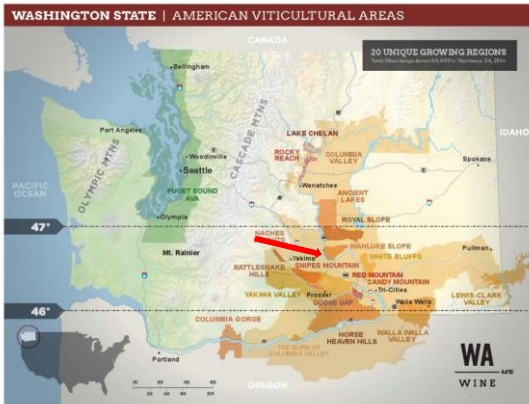 WASHINGTON STATE | AMERICAN VITICULTURAL AREAS
CANADA
20 UNIQUE GROWING REGIONS
Bellingham
LAKE CHELAN
IDAHO
Port Angeles
ROCKY
REACH
COLUMBIA
VALLEY
CASCADE MTNS
Woodinville
Spokane
OLYMPIC MTNS
Seattle
Wenatchee
PACIFIC
OCEAN
PUGET SOUND
AVA
ANCIENT
LAKES
Olympia
ROYAL SLOPE
47°
NACHES
WAHLUKE SLOPE
Pullman
Mt. Rainier
Yakima
WHITE BLUFFS
SNIPES MOUNTAIN
RATTLESNAKE
HILLS
RED MOUNTAIN
CANDY MOUNTAIN
Tri-Cities
YAKIMA VALLEY
Prosser
GOOSE GAP
Walla Walla
LEWIS-CLARK
VALLEY
46°
COLUMBIA GORGE
HORSE
HEAVEN HILLS
WALLA WALLA
VALLEY
THE BURN OF
COLUMBIA VALLEY
Portland
OREGON
WA
WINE